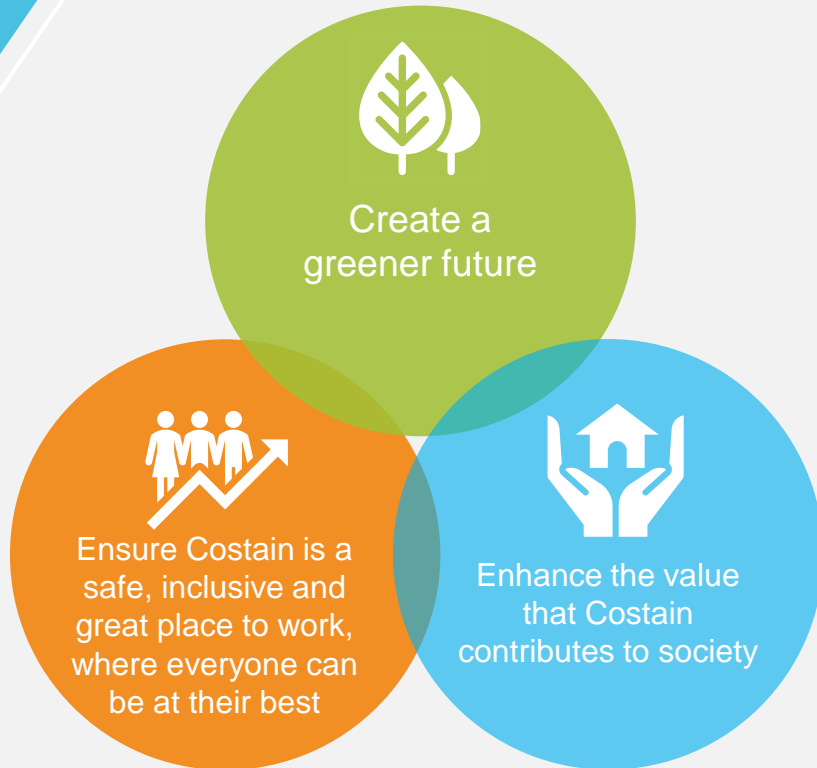 Create a
greener future
Ensure Costain is a
safe, inclusive and
great place to work,
where everyone can
be at their best
Enhance the value
that Costain
contributes to society